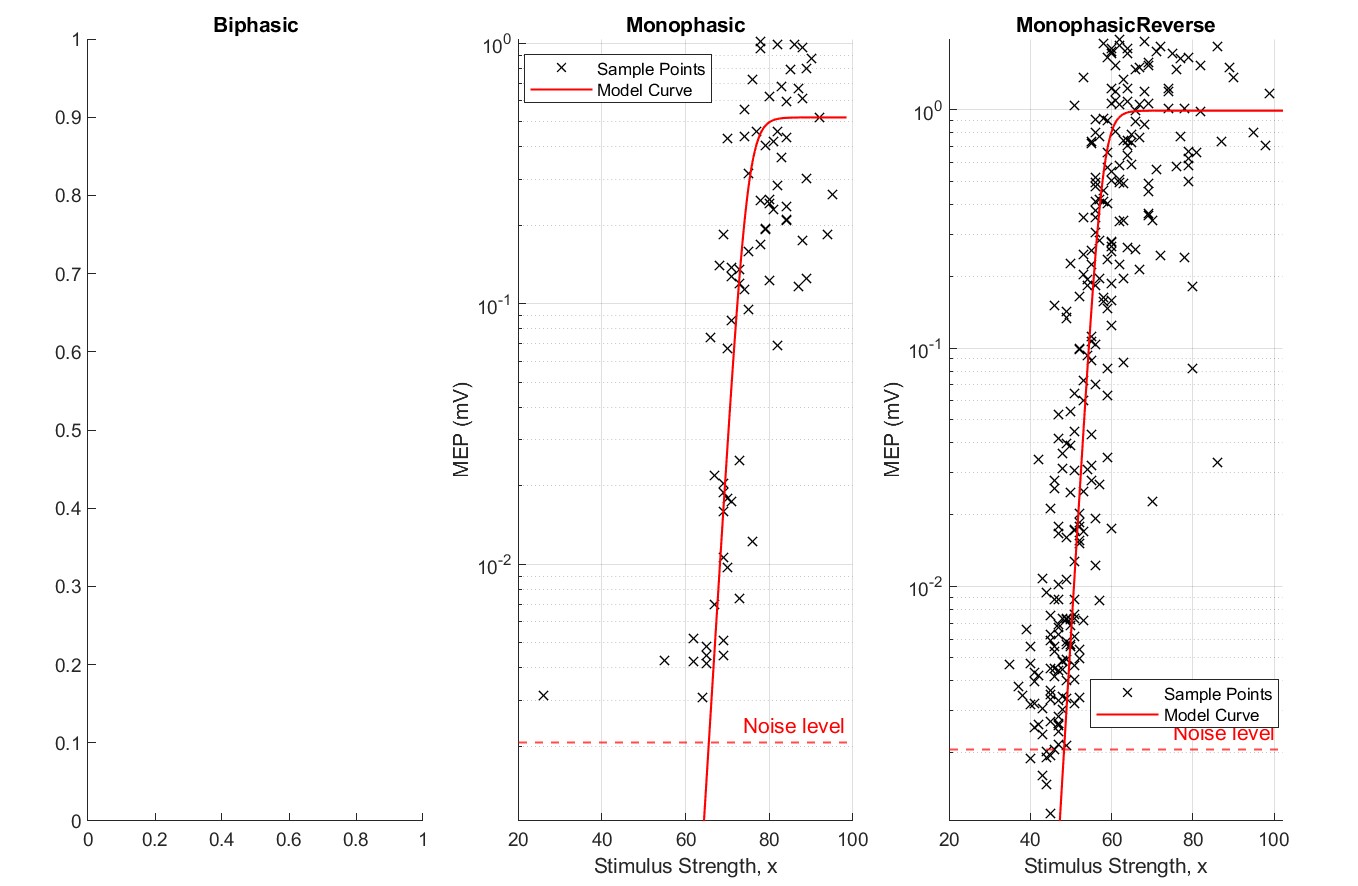 Biphasic
1
0.9
0.8
0.7
0.6
0.5
0.4
0.3
0.2
0.1
0
0
0.2
0.4
0.6
0.8
1
Monophasic
Sample Points
Model Curve
10^0
10^-1
10^-2
MEP (mV)
Noise level
20
40
60
80
100
Stimulus Strength, x
MonophasicReverse
10^0
10^-1
10^-2
MEP (mV)
Sample Points
Model Curve
Noise level
20
40
60
80
100
Stimulus Strength, x